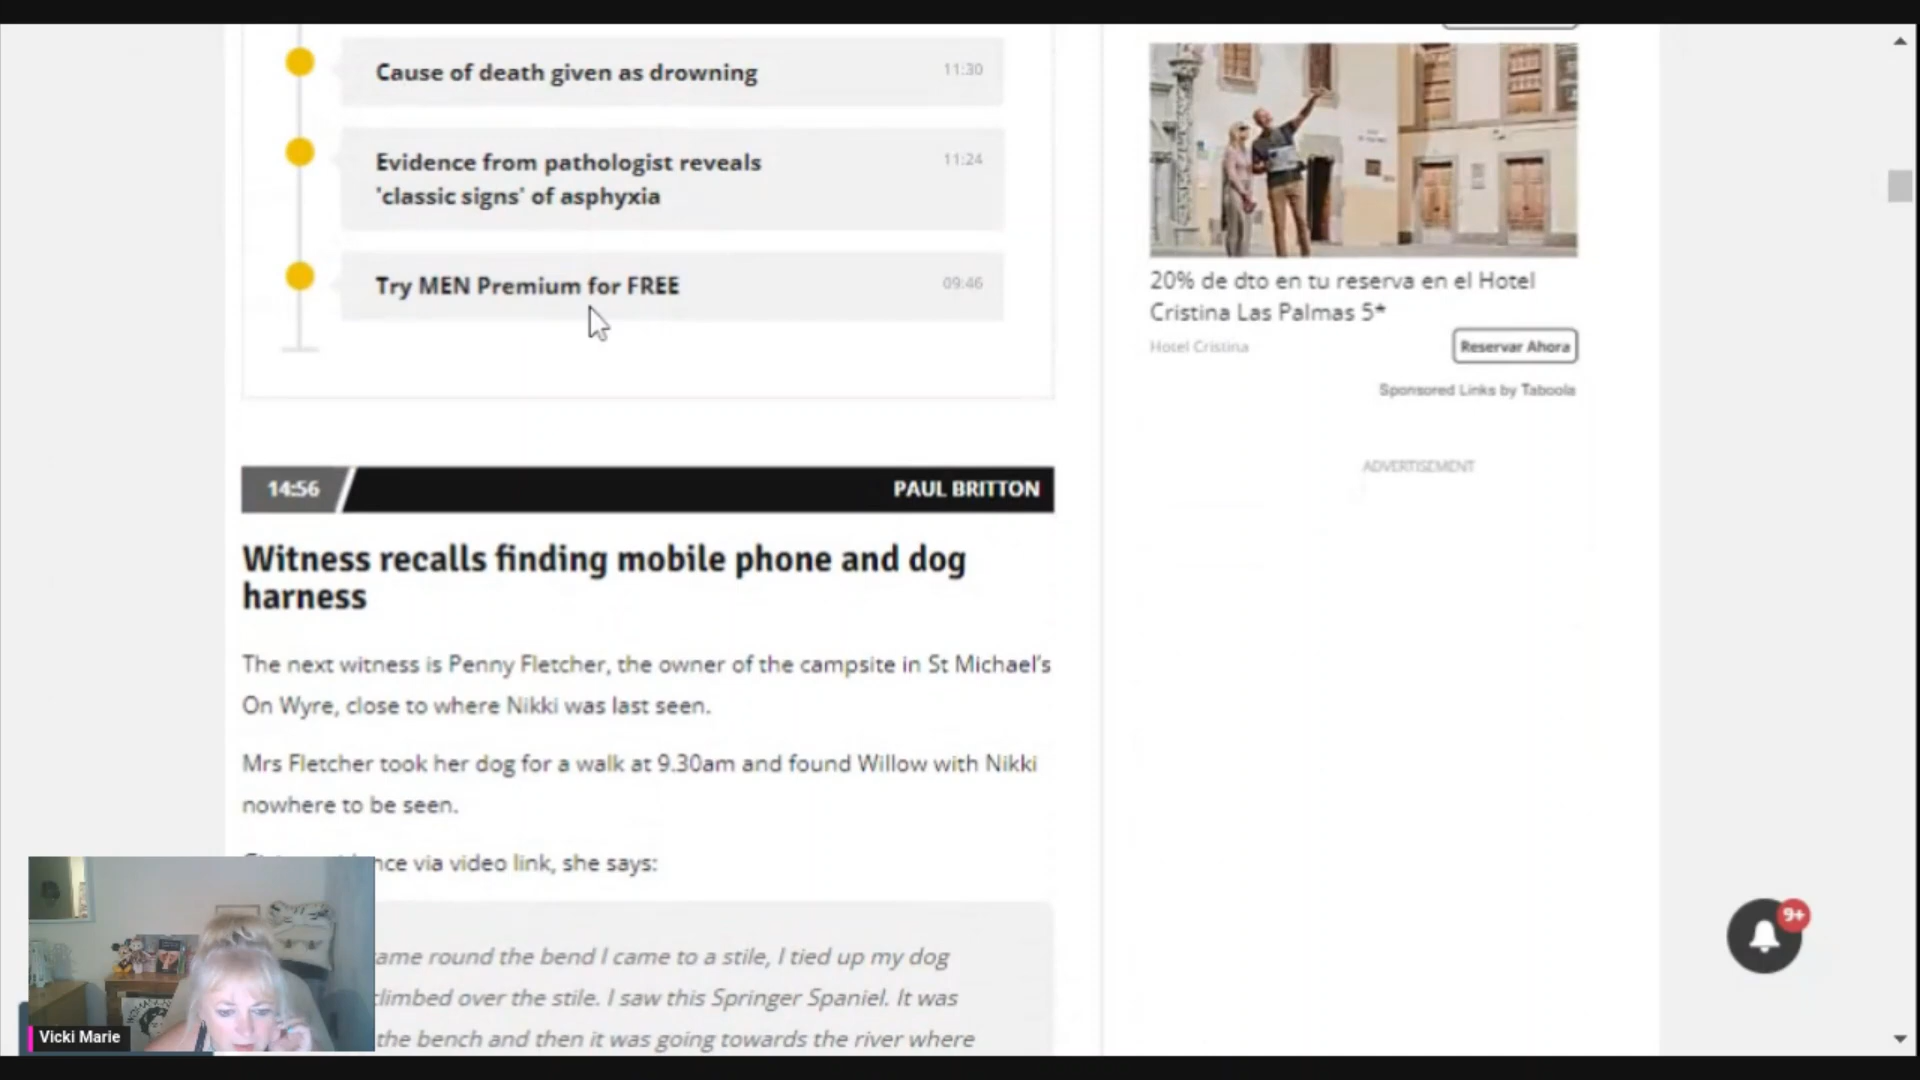 Cause of death given as drowning
11:30
Evidence from pathologist reveals
'classic signs' of asphyxia
11:24
Try MEN Premium for FREE
09:46
14:56
PAUL BRITTON
Witness recalls finding mobile phone and dog
harness
The next witness is Penny Fletcher, the owner of the campsite in St Michael's
On Wyre, close to where Nikki was last seen.
Mrs Fletcher took her dog for a walk at 9.30am and found Willow with Nikki
nowhere to be seen.
via video link, she says:
round the bend I came to a stile, I tied up my dog
climbed over the stile. I saw this Springer Spaniel. It was
the bench and then it was going towards the river where
20% de dto en tu reserva en el Hotel
Cristina Las Palmas 5*
Hotel Cristina
Reservar Ahora
Sponsored Links by Taboola
ADVERTISEMENT
9+
Vicki Marie